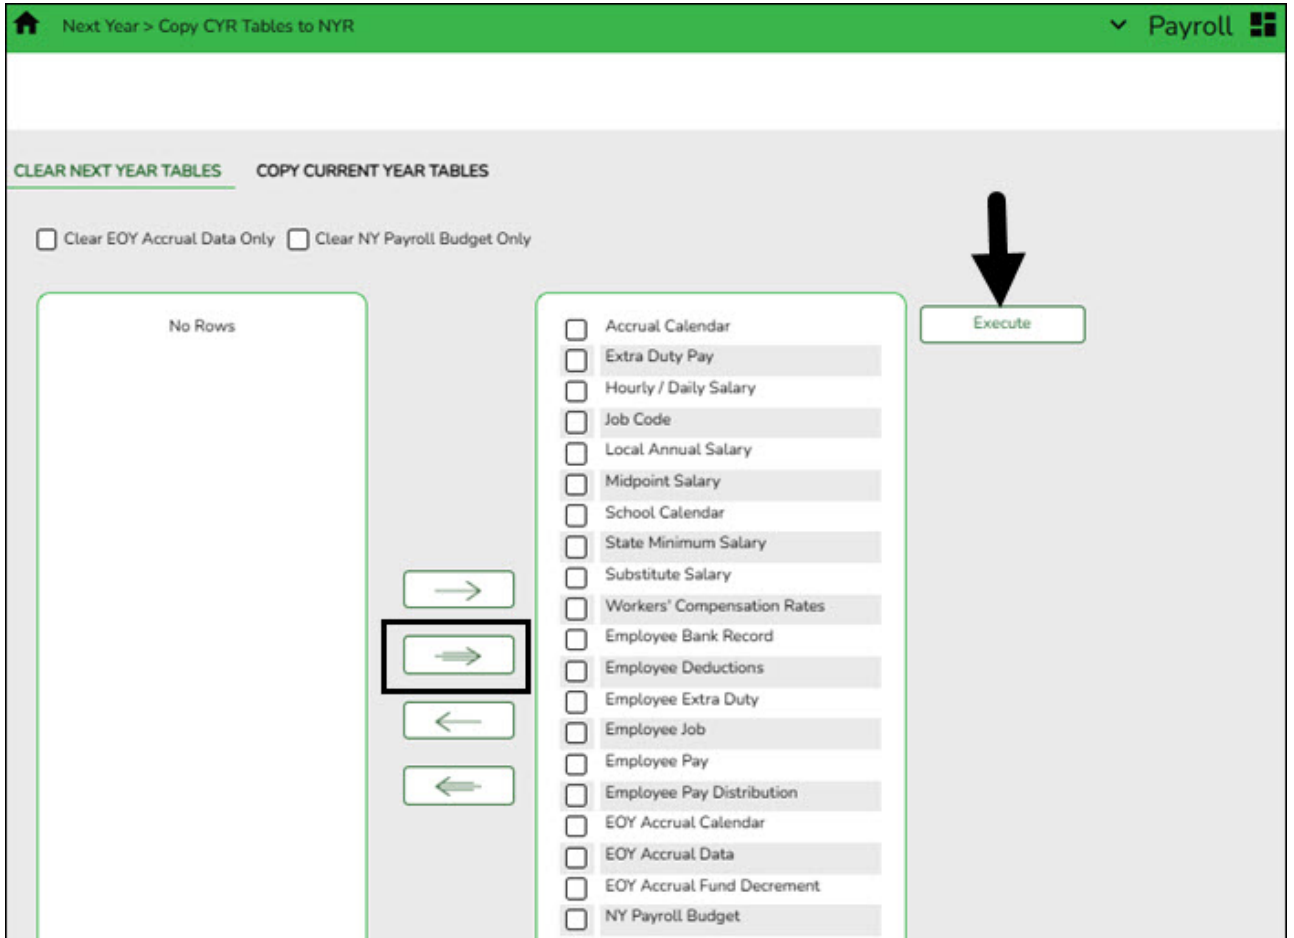 Next Year > Copy CYR Tables to NYR
Payroll
CLEAR NEXT YEAR TABLES
COPY CURRENT YEAR TABLES
Clear EOY Accrual Data Only
Clear NY Payroll Budget Only
No Rows
Accrual Calendar
Extra Duty Pay
Hourly / Daily Salary
Job Code
Local Annual Salary
Midpoint Salary
School Calendar
State Minimum Salary
Substitute Salary
Workers' Compensation Rates
Employee Bank Record
Employee Deductions
Employee Extra Duty
Employee Job
Employee Pay
Employee Pay Distribution
EOY Accrual Calendar
EOY Accrual Data
EOY Accrual Fund Decrement
NY Payroll Budget
Execute